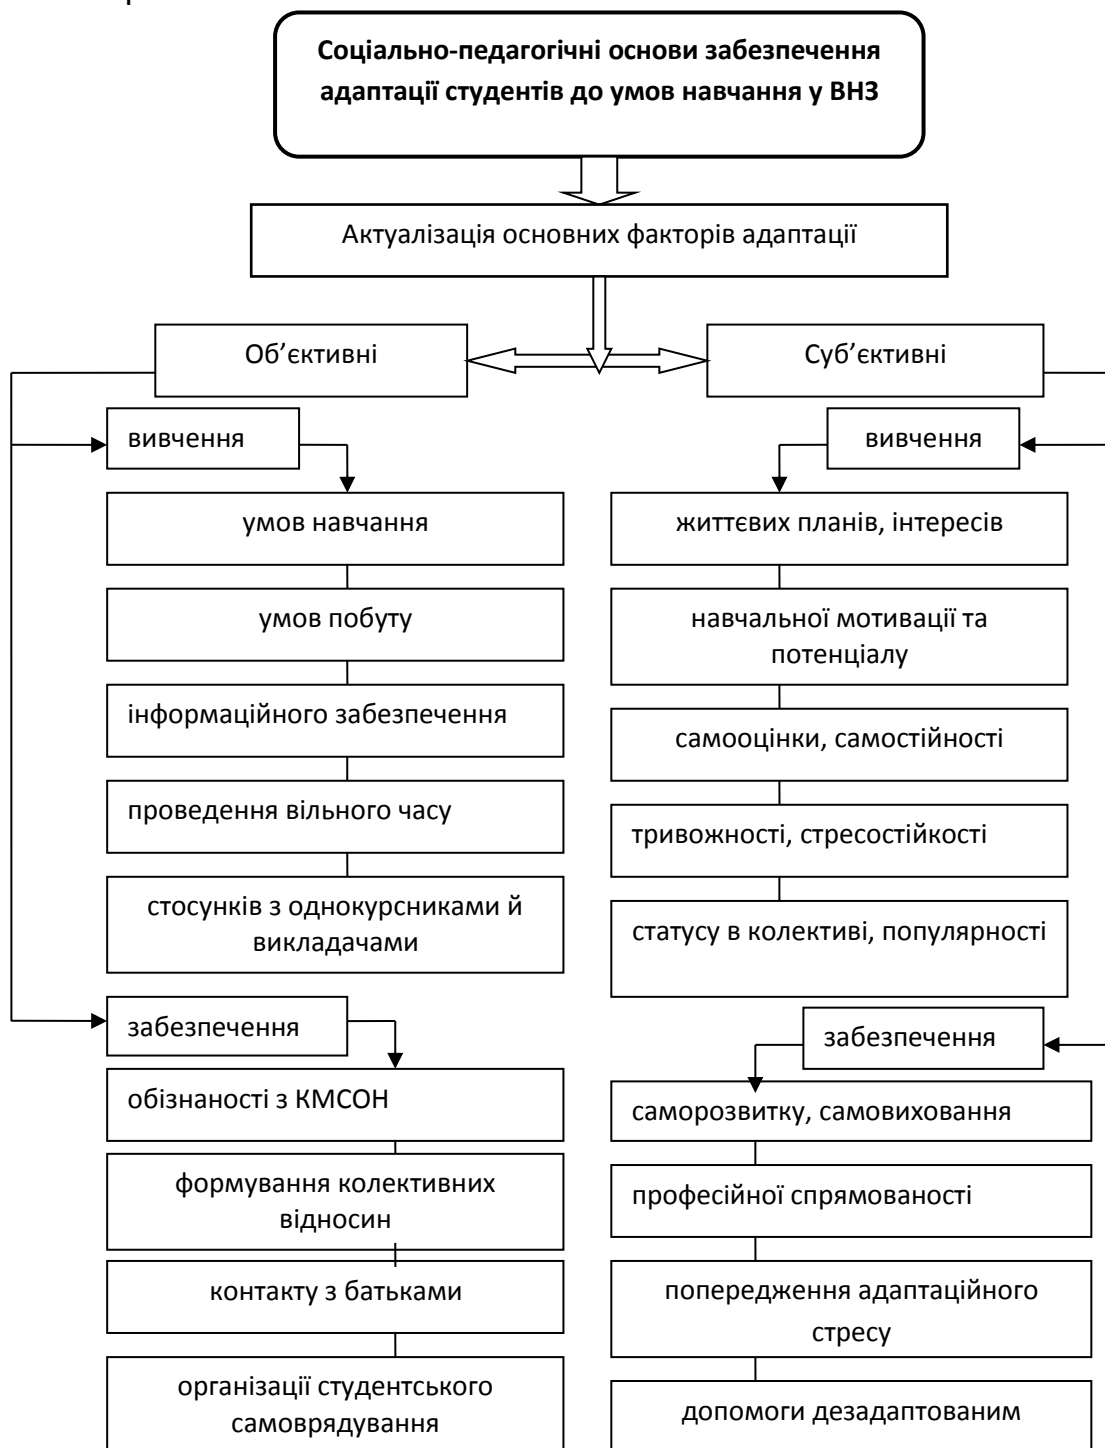 Соціально-педагогічні основи забезпечення
адаптації студентів до умов навчання у ВНЗ
Актуалізація основних факторів адаптації
Об’єктивні
Суб’єктивні
вивчення
умов навчання
умов побуту
інформаційного забезпечення
проведення вільного часу
стосунків з однокурсниками й
викладачами
забезпечення
обізнаності з КМСОН
формування колективних
відносин
контакту з батьками
організації студентського
самоврядування
вивчення
життєвих планів, інтересів
навчальної мотивації та
потенціалу
самооцінки, самостійності
тривожності, стресостійкості
статусу в колективі, популярності
забезпечення
саморозвитку, самовиховання
професійної спрямованості
попередження адаптаційного
стресу
допомоги дезадаптованим